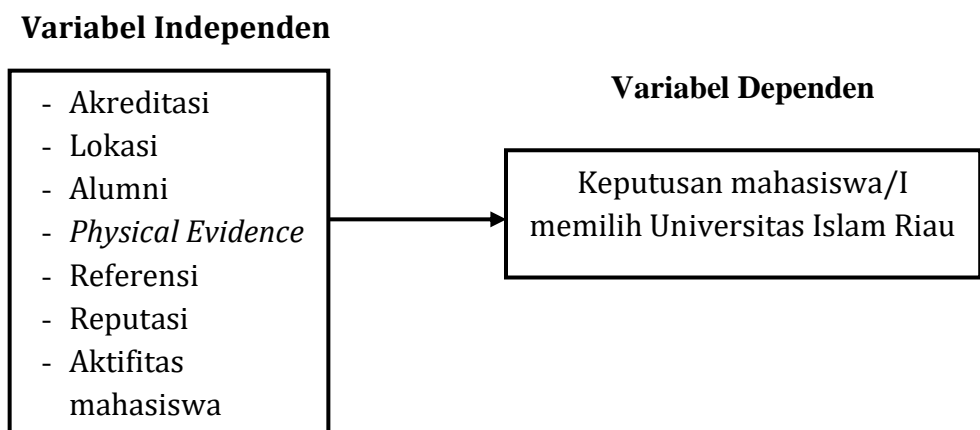 Variabel Independen
- Akreditasi
- Lokasi
- Alumni
- Physical Evidence
- Referensi
- Reputasi
- Aktifitas
mahasiswa
Variabel Dependen
Keputusan mahasiswa/I
memilih Universitas Islam Riau